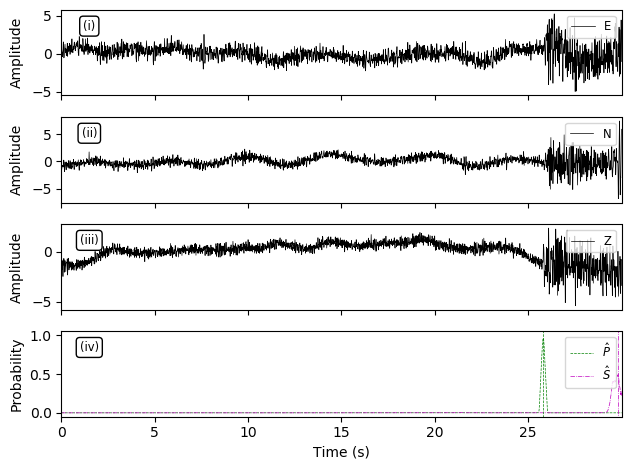 Amplitude
5
0
−5
(i)
E
Amplitude
5
0
−5
(ii)
N
Amplitude
0
−5
(iii)
Z
Probability
1.0
0.5
0.0
(iv)
P̂
Ŝ
0 5 10 15 20 25
Time (s)